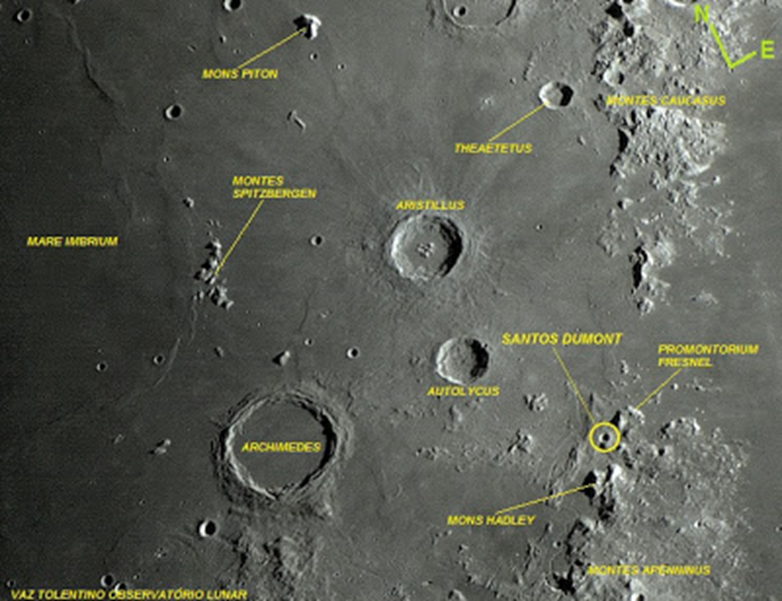 N
E
MONS PITON
MONTES CAUCASUS
THEAETETUS
MONTES
SPITZBERGEN
ARISTILLUS
MARE IMBRIUM
SANTOS DUMONT
PROMONTORIUM
FRESNEL
AUTOLYCUS
ARCHIMEDES
MONS HADLEY
MONTES APENNINUS
VAZ TOLENTINO OBSERVATÓRIO LUNAR